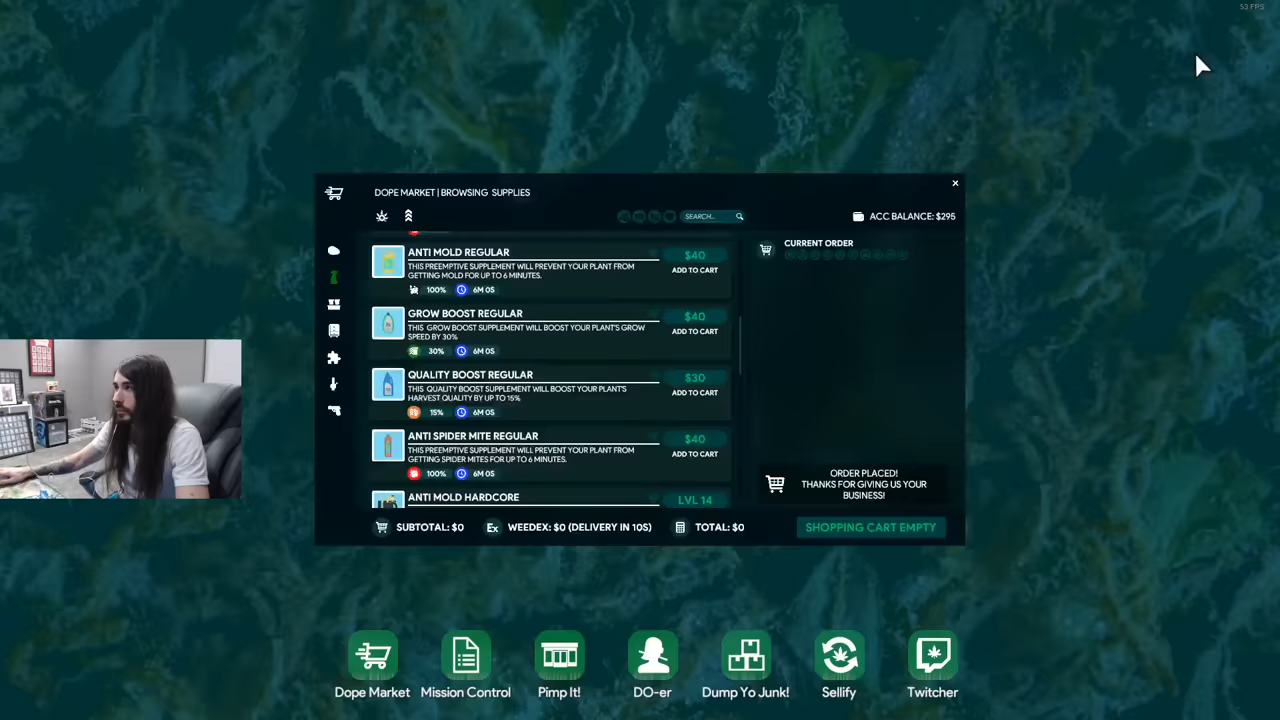 53 FPS
DOPE MARKET | BROWSING SUPPLIES
SEARCH...
ACC BALANCE: $295
CURRENT ORDER
ANTI MOLD REGULAR
$40
THIS PREEMPTIVE SUPPLEMENT WILL PREVENT YOUR PLANT FROM
GETTING MOLD FOR UP TO 6 MINUTES.
ADD TO CART
100% 6M 0S
GROW BOOST REGULAR
$40
THIS GROW BOOST SUPPLEMENT WILL BOOST YOUR PLANT'S GROW
SPEED BY 30%
ADD TO CART
30% 6M 0S
QUALITY BOOST REGULAR
$30
THIS QUALITY BOOST SUPPLEMENT WILL BOOST YOUR PLANT'S
HARVEST QUALITY BY UP TO 15%
ADD TO CART
15% 6M 0S
ANTI SPIDER MITE REGULAR
$40
THIS PREEMPTIVE SUPPLEMENT WILL PREVENT YOUR PLANT FROM
GETTING SPIDER MITES FOR UP TO 6 MINUTES.
ADD TO CART
100% 6M 0S
ANTI MOLD HARDCORE
LVL 14
ORDER PLACED!
THANKS FOR GIVING US YOUR
BUSINESS!
SUBTOTAL: $0
Ex WEEDEX: $0 (DELIVERY IN 10S)
TOTAL: $0
SHOPPING CART EMPTY
Dope Market
Mission Control
Pimp It!
DO-er
Dump Yo Junk!
Sellify
Twitcher